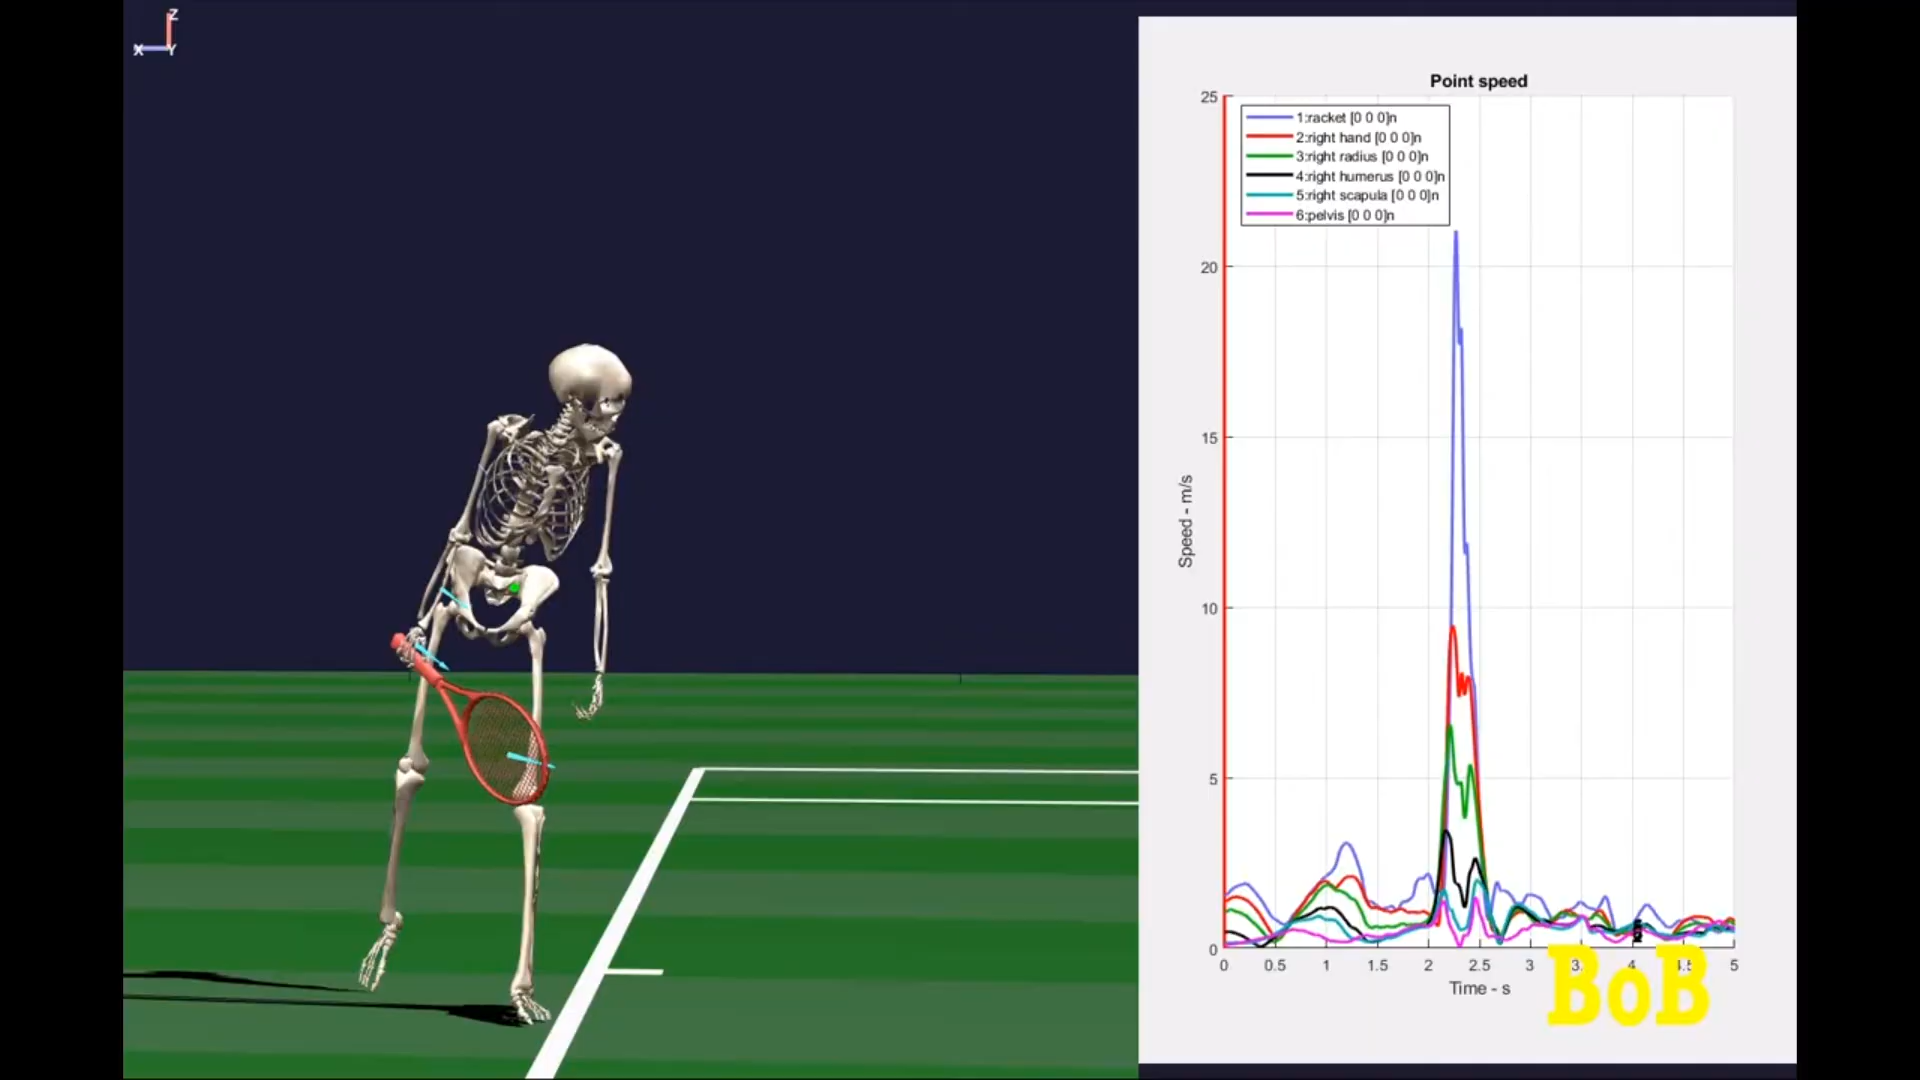 Z
X Y
Point speed
1:racket [0 0 0]n
2:right hand [0 0 0]n
3:right radius [0 0 0]n
4:right humerus [0 0 0]n
5:right scapula [0 0 0]n
6:pelvis [0 0 0]n
25
20
15
10
5
0
Speed - m/s
0 0.5 1 1.5 2 2.5 3 3. 4 4.5 5
Time - s
BoB